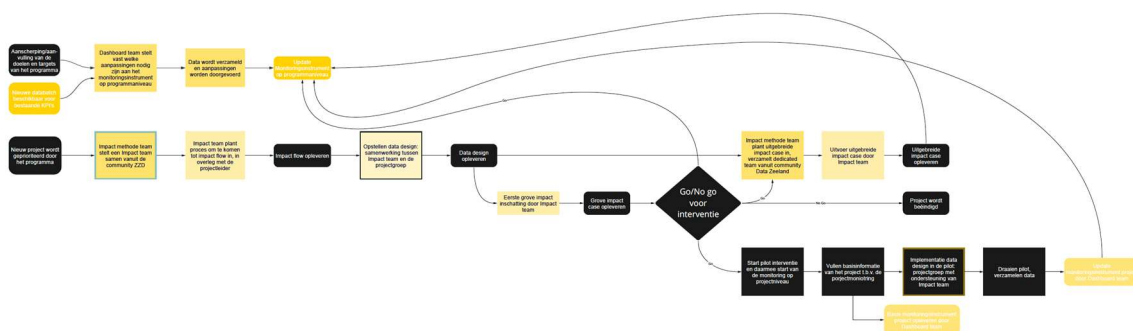 Aanscherping/aan-
vulling van de
doelen en targets
van het programma
Dashboard team stelt
vast welke
aanpassingen nodig
zijn aan het
monitoringsinstrument
op programmaniveau
Data wordt verzameld
en aanpassingen
worden doorgevoerd
Update
monitoringsinstrument
op programmaniveau
Nieuwe databases
beschikbaar voor
bestaande KPI's
Nieuw project wordt
geprioriteerd door
het programma
Impact methode team
stelt een Impact team
samen vanuit de
community ZZD
Impact team plant
proces om te komen
tot impact flow in, in
overleg met de
projectleider
Impact flow opleveren
Opstellen data design:
samenwerking tussen
Impact team en de
projectgroep
Data design
opleveren
Eerste grove impact
inschatting door Impact
team
Grove impact
case opleveren
Go/No go
voor
interventie
Go
Impact methode team
plant uitgebreide
impact case in,
verzamelt dedicated
team vanuit community
Data Zeeland
Uitvoer uitgebreide
impact case door
Impact team
Uitgebreide
impact case
opleveren
No Go
Project wordt
beëindigd
Start pilot interventie
en daarmee start van
de monitoring op
projectniveau
Vullen basisinformatie
van het project t.b.v. de
porjectmoniotring
Implementatie data
design in de pilot:
projectgroep met
ondersteuning van
Impact team
Draaien pilot,
verzamelen data